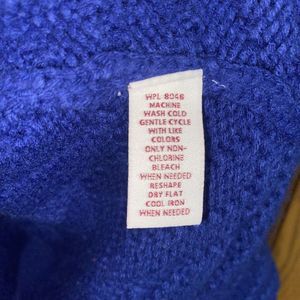 WPL 8046
MACHINE
WASH COLD
GENTLE CYCLE
WITH LIKE
COLORS
ONLY NON-
CHLORINE
BLEACH
WHEN NEEDED
RESHAPE
DRY FLAT
COOL IRON
WHEN NEEDED